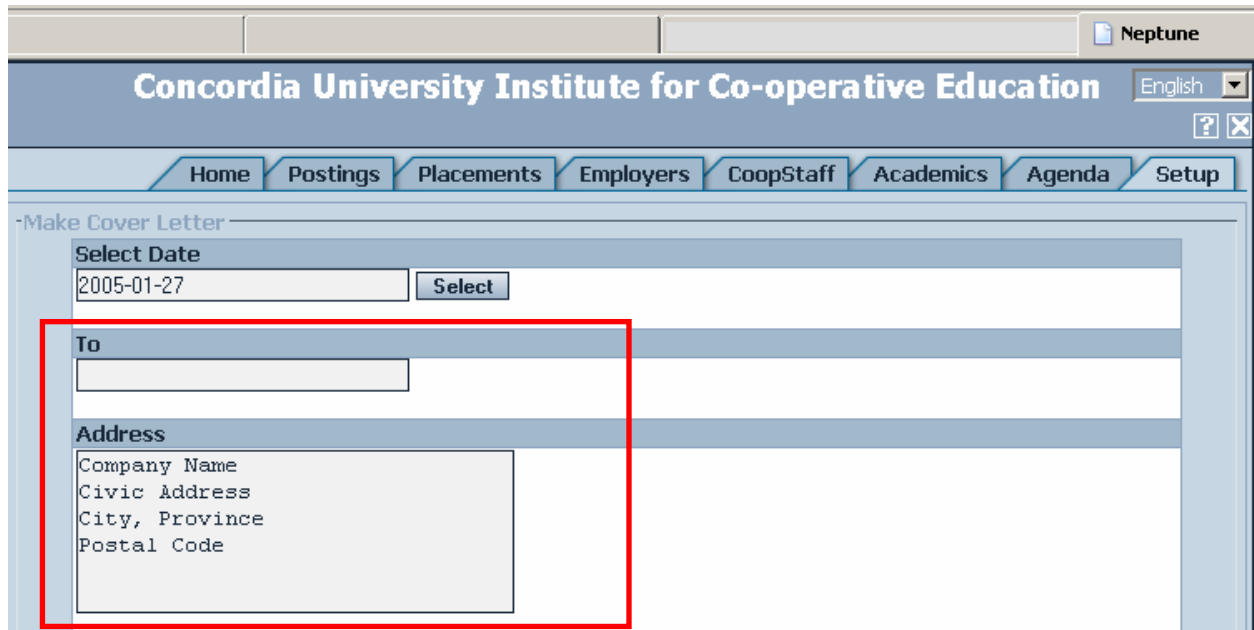 Neptune
Concordia University Institute for Co-operative Education English
? X
Home Postings Placements Employers CoopStaff Academics Agenda Setup
Make Cover Letter
Select Date
2005-01-27 Select
To
Address
Company Name
Civic Address
City, Province
Postal Code